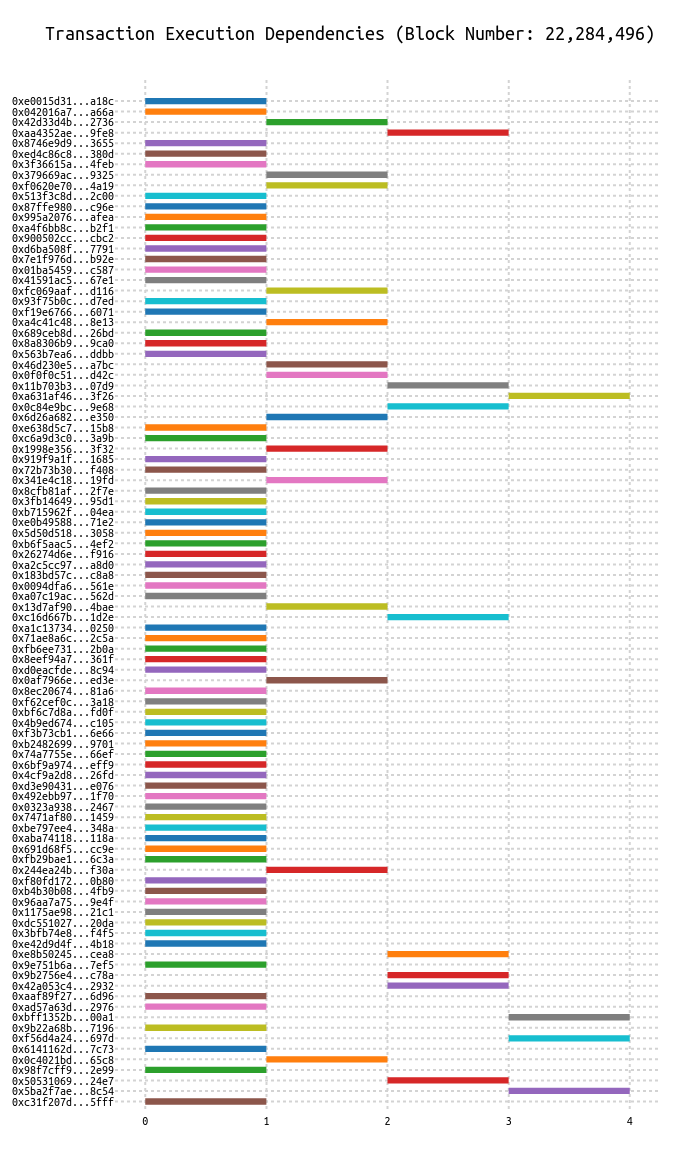 Transaction Execution Dependencies (Block Number: 22,284,496)
0xe0015d31...a18c
0x042016a7...a66a
0x42d33d4b...2736
0xaa4352ae...9fe8
0x8746e9d9...3655
0xed4c86c8...380d
0x3f36615a...4feb
0x379669ac...9325
0xf0620e70...4a19
0x513f3c8d...2c00
0x87ffe980...c96e
0x995a2076...afea
0xa4f6bb8c...b2f1
0x900502cc...cbc2
0xd6ba508f...7791
0x7e1f976d...b92e
0x01ba5459...c587
0x41591ac5...67e1
0xfc069aaf...d116
0x93f75b0c...d7ed
0xf19e6766...6071
0xa4c41c48...8e13
0x689ceb8d...26bd
0x8a8306b9...9ca0
0x563b7ea6...ddbb
0x46d230e5...a7bc
0x0f0f0c51...d42c
0x11b703b3...07d9
0xa631af46...3f26
0x0c84e9bc...9e68
0x6d26a682...e350
0xe638d5c7...15b8
0xc6a9d3c0...3a9b
0x1998e356...3f32
0x919f9a1f...1685
0x72b73b30...f408
0x341e4c18...19fd
0x8cfb81af...2f7e
0x3fb14649...95d1
0xb715962f...04ea
0xe0b49588...71e2
0x5d50d518...3058
0xb6f5aac5...4ef2
0x26274d6e...f916
0xa2c5cc97...a8d0
0x183bd57c...c8a8
0x0094dfa6...561e
0xa07c19ac...562d
0x13d7af90...4bae
0xc16d667b...1d2e
0xa1c13734...0250
0x71ae8a6c...2c5a
0xfb6ee731...2b0a
0x8eef94a7...361f
0xd0eacfde...8c94
0x0af7966e...ed3e
0x8ec20674...81a6
0xf62cef0c...3a18
0xbf6c7d8a...fd0f
0x4b9ed674...c105
0xf3b73cb1...6e66
0xb2482699...9701
0x74a7755e...66ef
0x6bf9a974...eff9
0x4cf9a2d8...26fd
0xd3e90431...e076
0x492ebb97...1f70
0x0323a938...2467
0x7471af80...1459
0xbe797ee4...348a
0xaba74118...118a
0x691d68f5...cc9e
0xfb29bae1...6c3a
0x244ea24b...f30a
0xf80fd172...0b80
0xb4b30b08...4fb9
0x96aa7a75...9e4f
0x1175ae98...21c1
0xdc551027...20da
0x3bfb74e8...f4f5
0xe42d9d4f...4b18
0xe8b50245...cea8
0x9e751b6a...7ef5
0x9b2756e4...c78a
0x42a053c4...2932
0xaaf89f27...6d96
0xad57a63d...2976
0xbff1352b...00a1
0x9b22a68b...7196
0xf56d4a24...697d
0x6141162d...7c73
0x0c4021bd...65c8
0x98f7cff9...2e99
0x50531069...24e7
0x5ba2f7ae...8c54
0xc31f207d...5fff
0 1 2 3 4